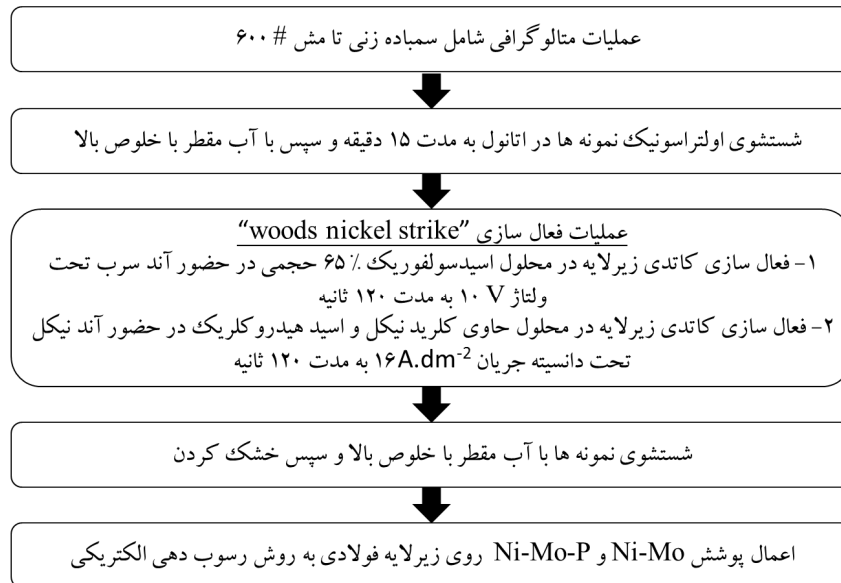 عملیات متالوگرافی شامل سمباده زنی تا مش # ۶۰۰
شستشوی اولتراسونیک نمونه ها در اتانول به مدت ۱۵ دقیقه و سپس با آب مقطر با خلوص بالا
عملیات فعال سازی "woods nickel strike"
۱- فعال سازی کاتدی زیرلایه در محلول اسیدسولفوریک ۶۵٪ حجمی در حضور آند سرب تحت
ولتاژ ۱۰ V به مدت ۱۲۰ ثانیه
۲- فعال سازی کاتدی زیرلایه در محلول حاوی کلرید نیکل و اسید هیدروکلریک در حضور آند نیکل
تحت دانسیته جریان ۱۶A.dm⁻² به مدت ۱۲۰ ثانیه
شستشوی نمونه ها با آب مقطر با خلوص بالا و سپس خشک کردن
اعمال پوشش Ni-Mo و Ni-Mo-P روی زیرلایه فولادی به روش رسوب دهی الکتریکی